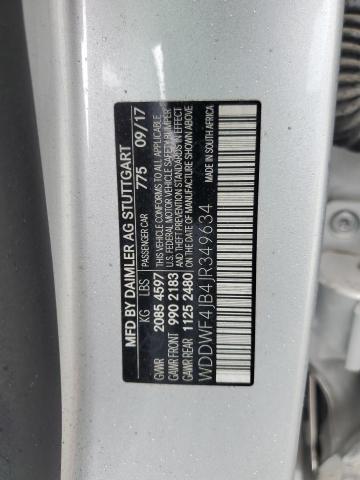 MFD BY DAIMLER AG STUTTGART
PASSENGER CAR 775 09/17
KG LBS
GVWR 2085 4597
GAWR FRONT 990 2183
GAWR REAR 1125 2480
THIS VEHICLE CONFORMS TO ALL APPLICABLE
FEDERAL MOTOR VEHICLE SAFETY, BUMPER,
AND THEFT PREVENTION STANDARDS IN EFFECT
ON THE DATE OF MANUFACTURE SHOWN ABOVE
WDDWF4JB4JR349634
MADE IN SOUTH AFRICA